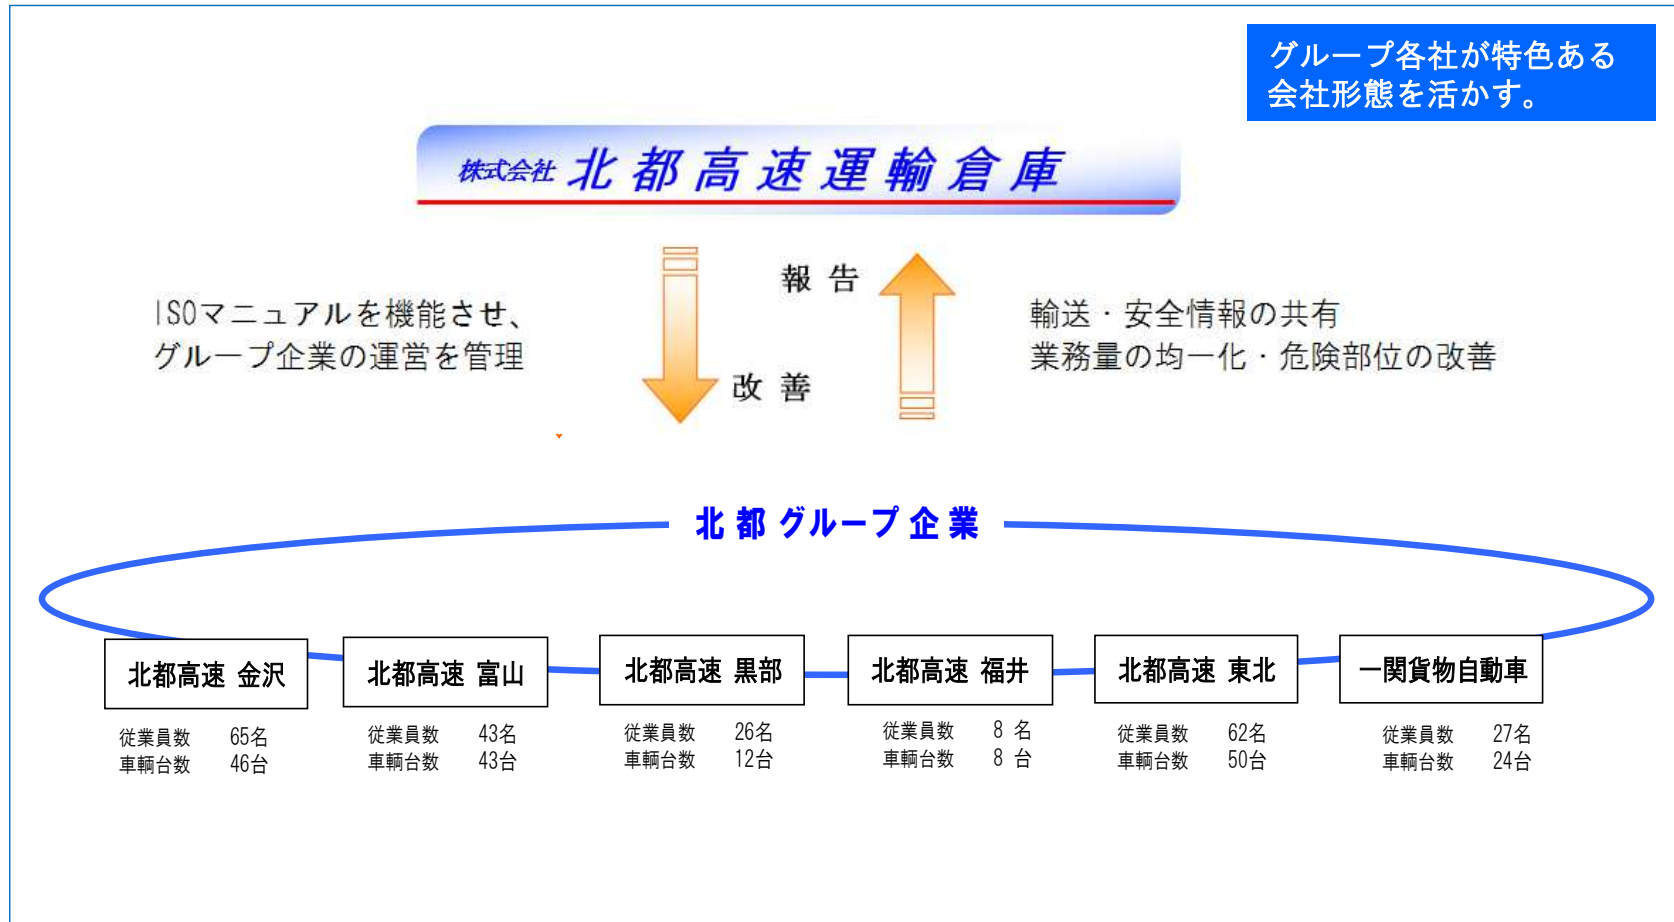 グループ各社が特色ある
会社形態を活かす。
株式会社 北都高速運輸倉庫
報 告
ISOマニュアルを機能させ、
グループ企業の運営を管理
輸送・安全情報の共有
業務量の均一化・危険部位の改善
改 善
北 都 グループ 企 業
北都高速 金沢
従業員数 65名
車輌台数 46台
北都高速 富山
従業員数 43名
車輌台数 43台
北都高速 黒部
従業員数 26名
車輌台数 12台
北都高速 福井
従業員数 8 名
車輌台数 8 台
北都高速 東北
従業員数 62名
車輌台数 50台
一関貨物自動車
従業員数 27名
車輌台数 24台